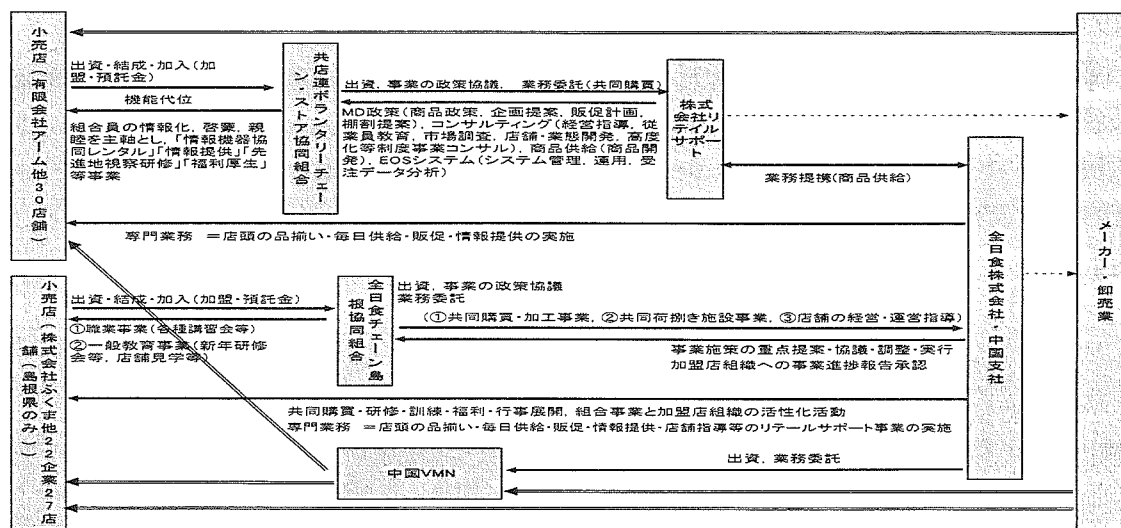 小売店（有限会社アーム他30店舗）
出資・結成・加入（加
盟・預託金）
機能代位
組合員の情報化，啓蒙，親
睦を主軸とし，「情報機器協
同レンタル」「情報提供」「先
進地視察研修」「福利厚生」
等事業
共店連ボランタリーチェー
ン・ストア協同組合
出資，事業の政策協議，　業務委託（共同購買）
MD政策（商品政策，企画提案，販促計画，
棚割提案），コンサルティング（経営指導，従
業員教育，市場調査，店舗・業態開発，高度
化等制度事業コンサル），商品供給（商品開
発），EOSシステム（システム管理，運用，受
注データ分析）
株式
会社リ
テイル
サポー
ト
業務提携（商品供給）
専門業務　＝店頭の品揃い・毎日供給・販促・情報提供の実施
全日食株式会社・中国支社
メーカー・卸売業
小売店（株式会社ふくま他22企業27店
舗（島根県のみ））
出資・結成・加入（加盟・預託金）
①職業事業（各種講習会等）
②一般教育事業（新年研修
会等，店舗見学等）
全日食チェーン島
根協同組合
出資，事業の政策協議
業務委託
（①共同購買・加工事業，②共同荷捌き施設事業，③店舗の経営・運営指導）
事業施策の重点提案・協議・調整・実行
加盟店組織への事業進捗報告承認
共同購買・研修・訓練・福利・行事展開，組合事業と加盟店組織の活性化活動
専門業務　＝店頭の品揃い・毎日供給・販促・情報提供・店舗指導等のリテールサポート事業の実施
出資，業務委託
中国VMN